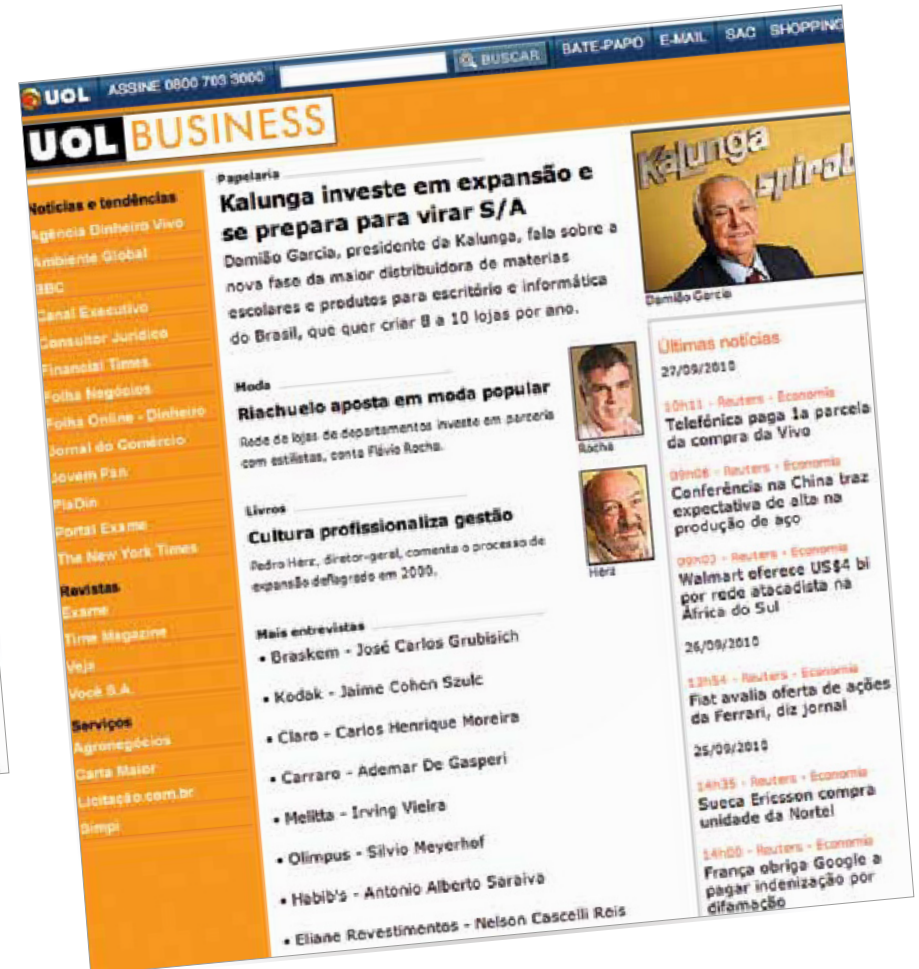 UOL ASSINE 0800 703 3000 BUSCAR BATE-PAPO E-MAIL SAC SHOPPING
UOL BUSINESS
Notícias e tendências
Agência Dinheiro Vivo
Ambiente Global
BBC
Canal Executivo
Consultor Jurídico
Financial Times
Folha Negócios
Folha Online - Dinheiro
Jornal do Comércio
Jovem Pan
PlaDin
Portal Exame
The New York Times
Revistas
Exame
Time Magazine
Veja
Você S.A.
Serviços
Agronegócios
Carta Maior
Licitação.com.br
Simpi
Papelaria
Kalunga investe em expansão e
se prepara para virar S/A
Damião Garcia, presidente da Kalunga, fala sobre a
nova fase da maior distribuidora de materias
escolares e produtos para escritório e informática
do Brasil, que quer criar 8 a 10 lojas por ano.
Kalunga
spiral
Damião Garcia
Moda
Riachuelo aposta em moda popular
Rede de lojas de departamentos investe em parceria
com estilistas, conta Flávio Rocha.
Rocha
Livros
Cultura profissionaliza gestão
Pedro Herz, diretor-geral, comenta o processo de
expansão deflagrado em 2000.
Herz
Mais entrevistas
• Braskem - José Carlos Grubisich
• Kodak - Jaime Cohen Szulc
• Claro - Carlos Henrique Moreira
• Carraro - Ademar De Gasperi
• Melitta - Irving Vieira
• Olimpus - Silvio Meyerhof
• Habib's - Antonio Alberto Saraiva
• Eliane Revestimentos - Nelson Cascelli Reis
Últimas notícias
27/09/2010
10h11 - Reuters - Economia
Telefónica paga 1a parcela
da compra da Vivo
09h06 - Reuters - Economia
Conferência na China traz
expectativa de alta na
produção de aço
09h03 - Reuters - Economia
Walmart oferece US$4 bi
por rede atacadista na
África do Sul
26/09/2010
13h54 - Reuters - Economia
Fiat avalia oferta de ações
da Ferrari, diz jornal
25/09/2010
14h35 - Reuters - Economia
Sueca Ericsson compra
unidade da Nortel
14h00 - Reuters - Economia
França obriga Google a
pagar indenização por
difamação